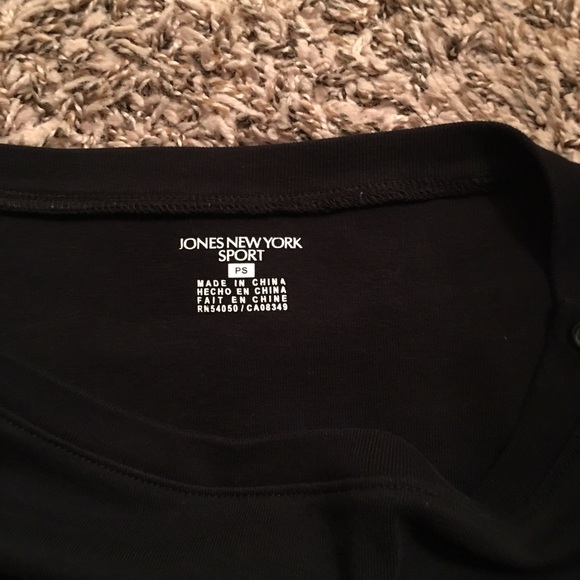 JONES NEW YORK
SPORT
PS
MADE IN CHINA
HECHO EN CHINA
FAIT EN CHINE
RN54050/CA08349